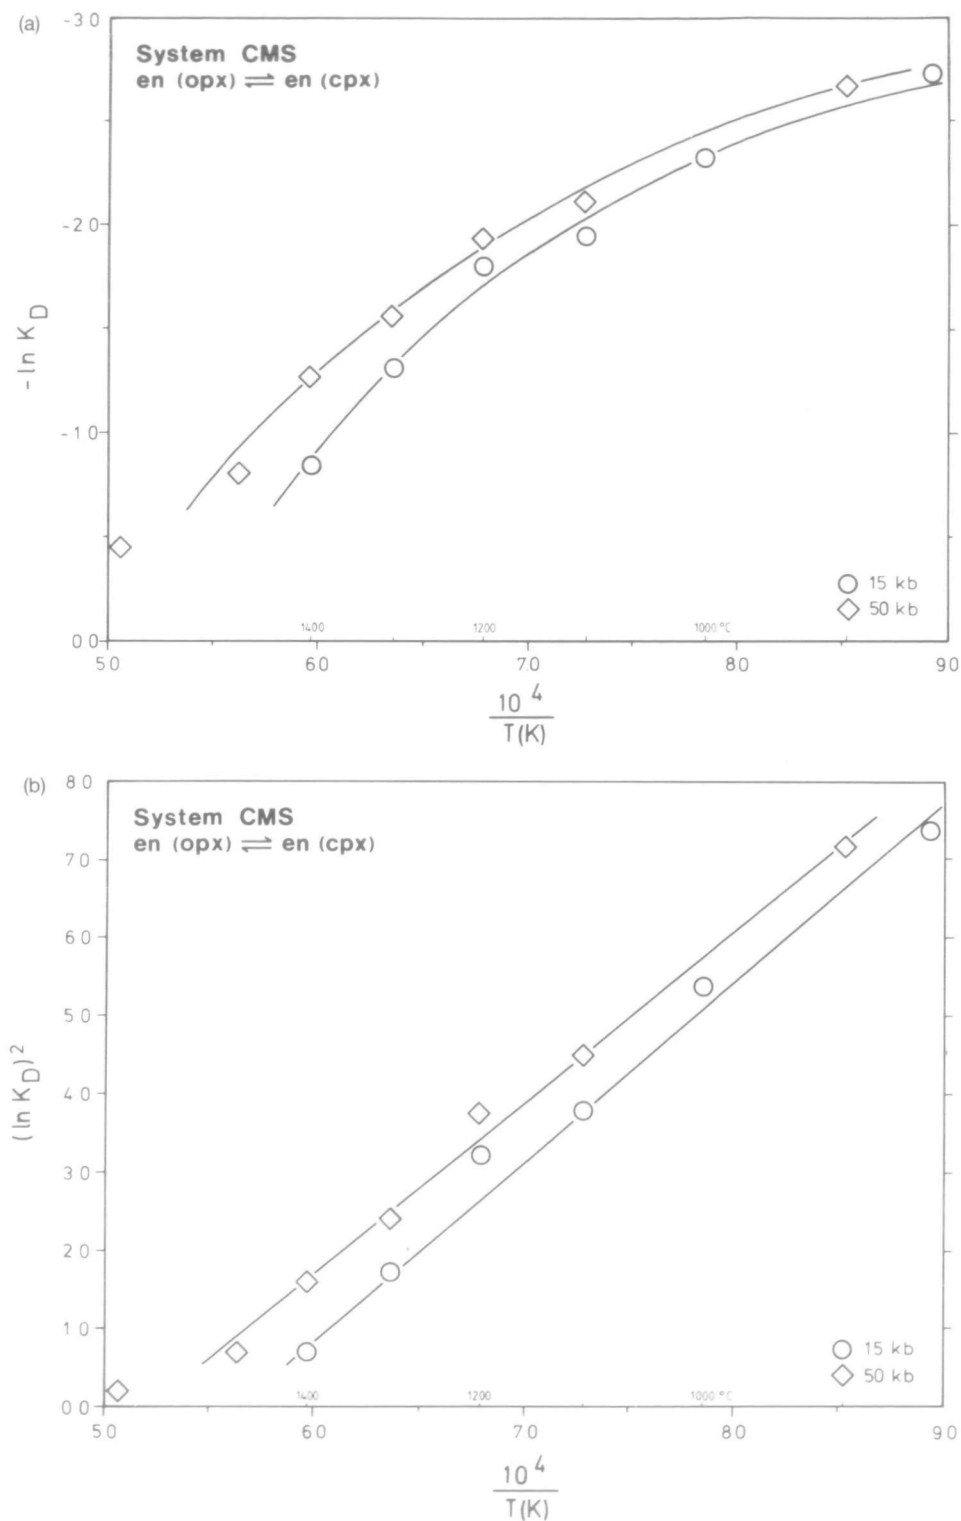 (a)
System CMS
en (opx) ⇌ en (cpx)
-3.0
-2.0
-1.0
0.0
- ln K_D
1400
1200
1000 °C
15 kb
50 kb
5.0 6.0 7.0 8.0 9.0
10^4
T(K)
(b)
System CMS
en (opx) ⇌ en (cpx)
8.0
7.0
6.0
5.0
4.0
3.0
2.0
1.0
0.0
(ln K_D)^2
1400
1200
1000 °C
15 kb
50 kb
5.0 6.0 7.0 8.0 9.0
10^4
T(K)